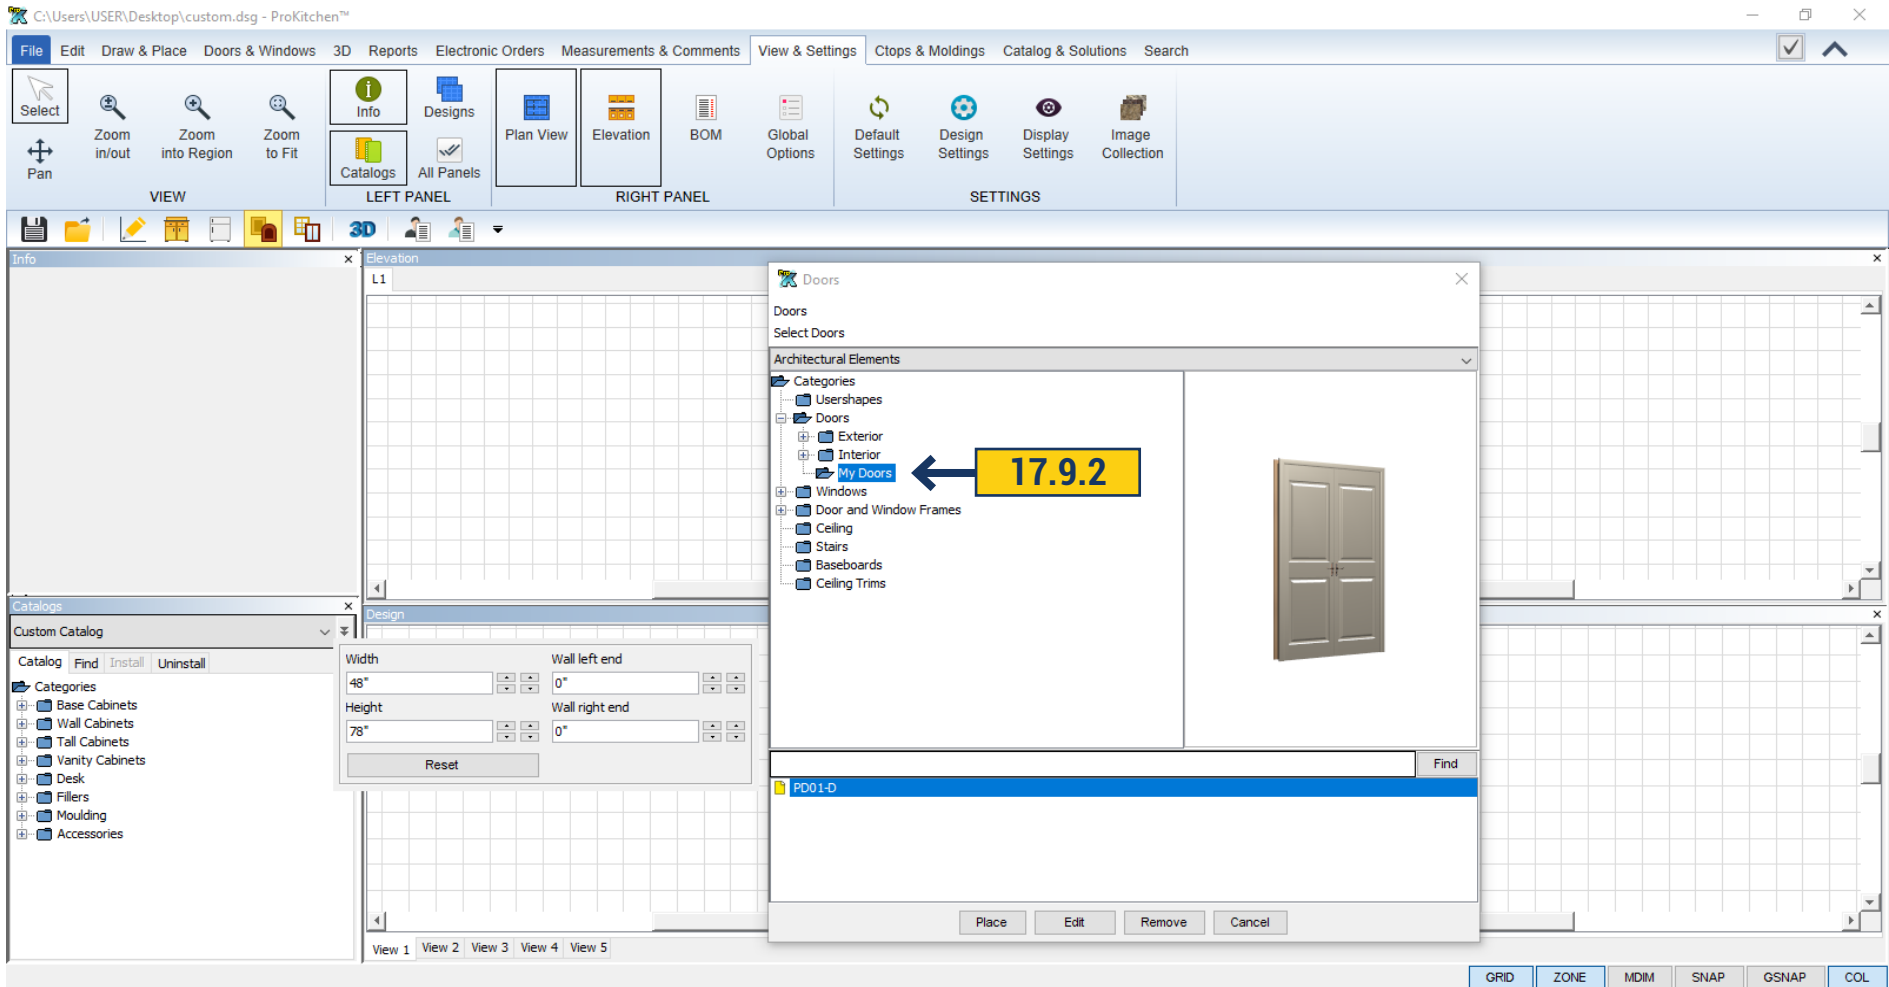 C:\Users\USER\Desktop\custom.dsg - ProKitchen™
File Edit Draw & Place Doors & Windows 3D Reports Electronic Orders Measurements & Comments View & Settings Ctops & Moldings Catalog & Solutions Search
Select
Pan
Zoom
in/out
Zoom
into Region
Zoom
to Fit
VIEW
Info
Catalogs
Designs
All Panels
LEFT PANEL
Plan View
Elevation
BOM
RIGHT PANEL
Global
Options
Default
Settings
Design
Settings
Display
Settings
Image
Collection
SETTINGS
3D
Info
Elevation
L1
Doors
Doors
Select Doors
Architectural Elements
Categories
Usershapes
Doors
Exterior
Interior
My Doors
17.9.2
Windows
Door and Window Frames
Ceiling
Stairs
Baseboards
Ceiling Trims
Find
PD01-D
Place Edit Remove Cancel
Catalogs
Custom Catalog
Catalog Find Install Uninstall
Categories
Base Cabinets
Wall Cabinets
Tall Cabinets
Vanity Cabinets
Desk
Fillers
Moulding
Accessories
Design
Width Wall left end
48" 0"
Height Wall right end
78" 0"
Reset
View 1 View 2 View 3 View 4 View 5
GRID ZONE MDIM SNAP GSNAP COL